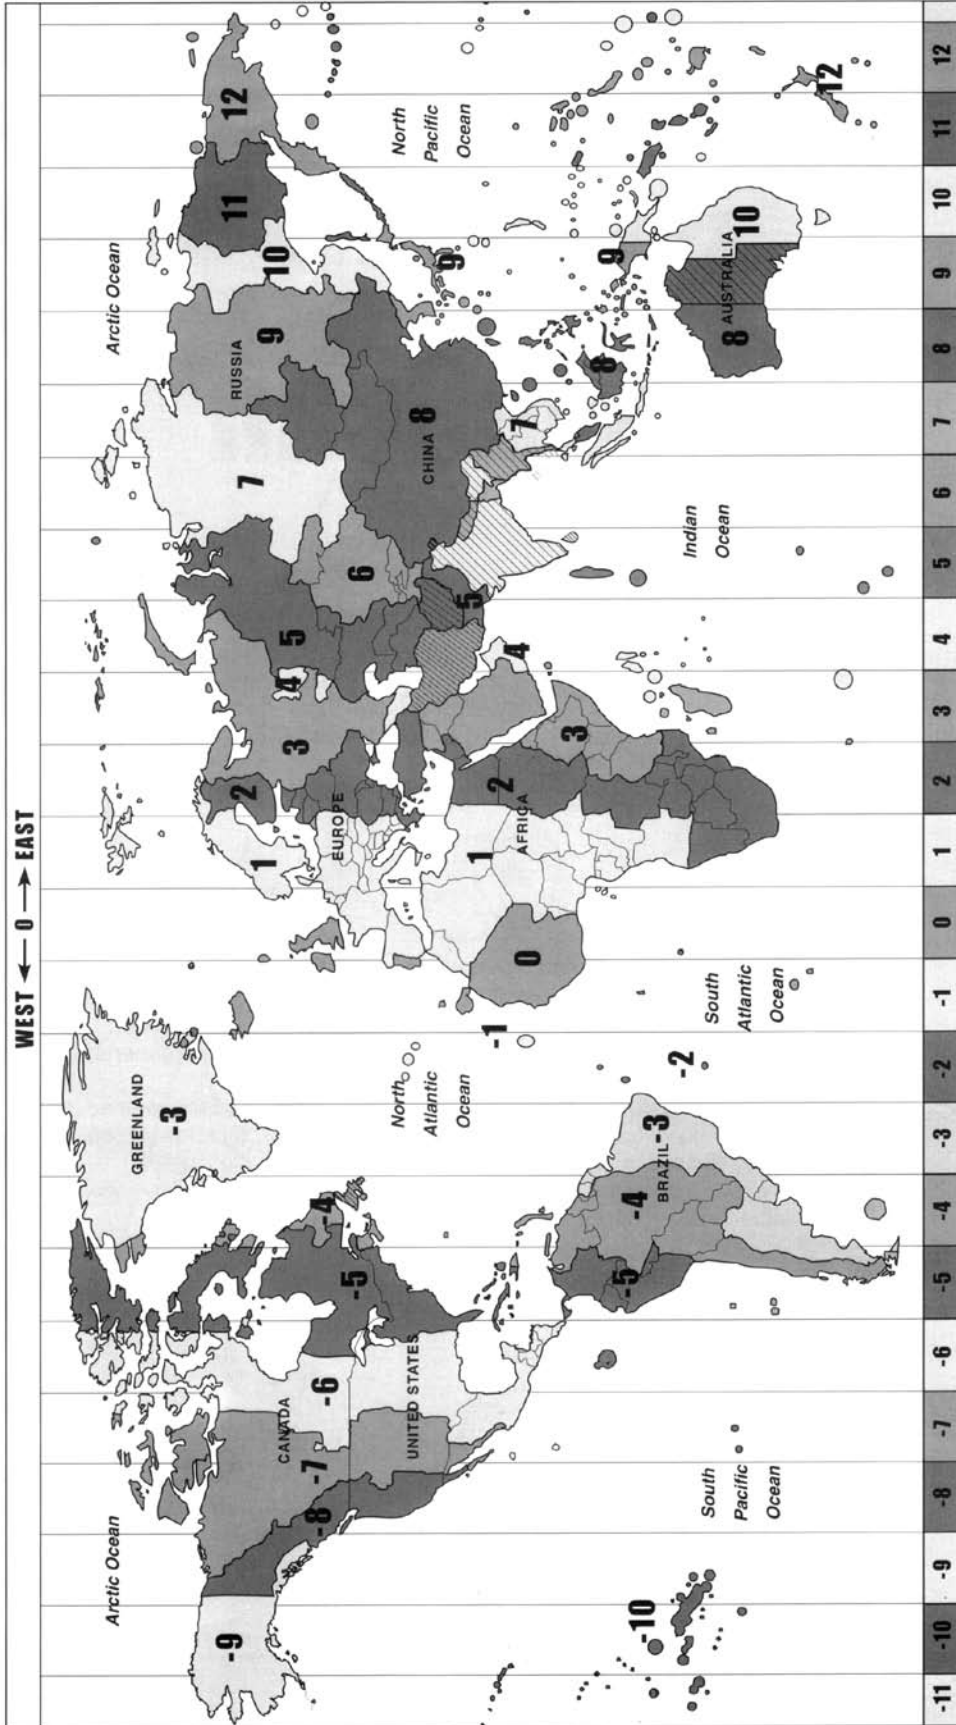 WEST ← 0 → EAST
Arctic Ocean
Arctic Ocean
GREENLAND
-3
RUSSIA
-9
-8
-7
CANADA
-6
-5
-4
UNITED STATES
North
Atlantic
Ocean
-1
-2
1
2
3
4
5
7
9
10
11
12
EUROPE
6
CHINA
8
9
North
Pacific
Ocean
0
1
AFRICA
2
3
4
5
7
8
9
-10
South
Pacific
Ocean
-5
-4
BRAZIL
-3
South
Atlantic
Ocean
Indian
Ocean
8
AUSTRALIA
10
12
-11
-10
-9
-8
-7
-6
-5
-4
-3
-2
-1
0
1
2
3
4
5
6
7
8
9
10
11
12